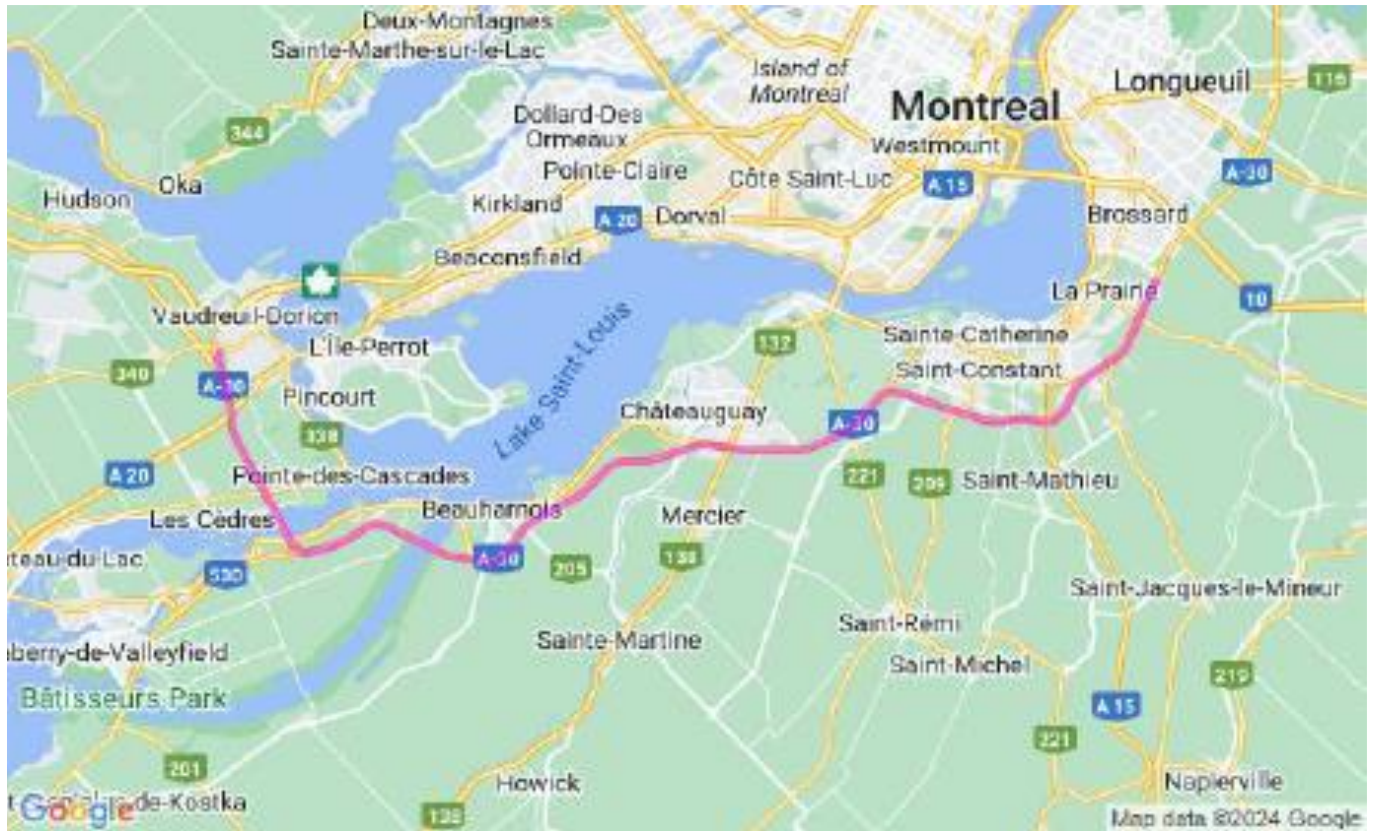 Deux-Montagnes
Sainte-Marthe-sur-le-Lac
Island of
Montreal
Longueuil
116
Montreal
344
Dollard-Des
Ormeaux
Westmount
Pointe-Claire
Côte Saint-Luc
A 15
A-30
Oka
Hudson
Kirkland
A 20
Dorval
Brossard
Beaconsfield
La Prairie
10
Vaudreuil-Dorion
L'Île-Perrot
Lake Saint-Louis
132
Sainte-Catherine
Saint-Constant
340
A-30
Pincourt
Châteauguay
A-30
338
A 20
Pointe-des-Cascades
221
209
Saint-Mathieu
Les Cèdres
Beauharnois
Mercier
teau-du-Lac
530
A-30
205
138
Saint-Jacques-le-Mineur
Sainte-Martine
Saint-Rémi
aberry-de-Valleyfield
Saint-Michel
219
Bâtisseurs Park
A 15
221
201
Howick
Napierville
de-Kostka
Google
138
Map data ©2024 Google